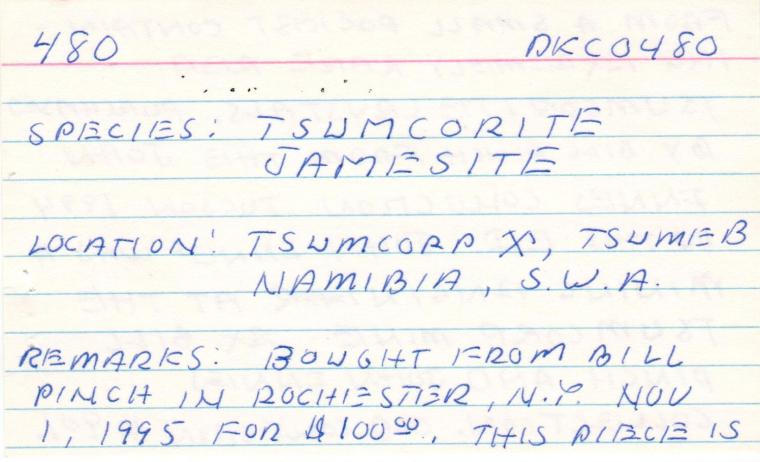 480 DKC0480
SPECIES: TSUMCORITE
JAMESITE
LOCATION: TSUMCORP X, TSUMEB
NAMIBIA, S.W.A.
REMARKS: BOUGHT FROM BILL
PINCH IN ROCHESTER, N.Y. NOV
1, 1995 FOR $100.00. THIS PIECE IS